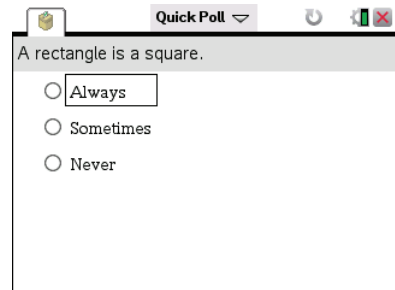 Quick Poll
A rectangle is a square.
Always
Sometimes
Never